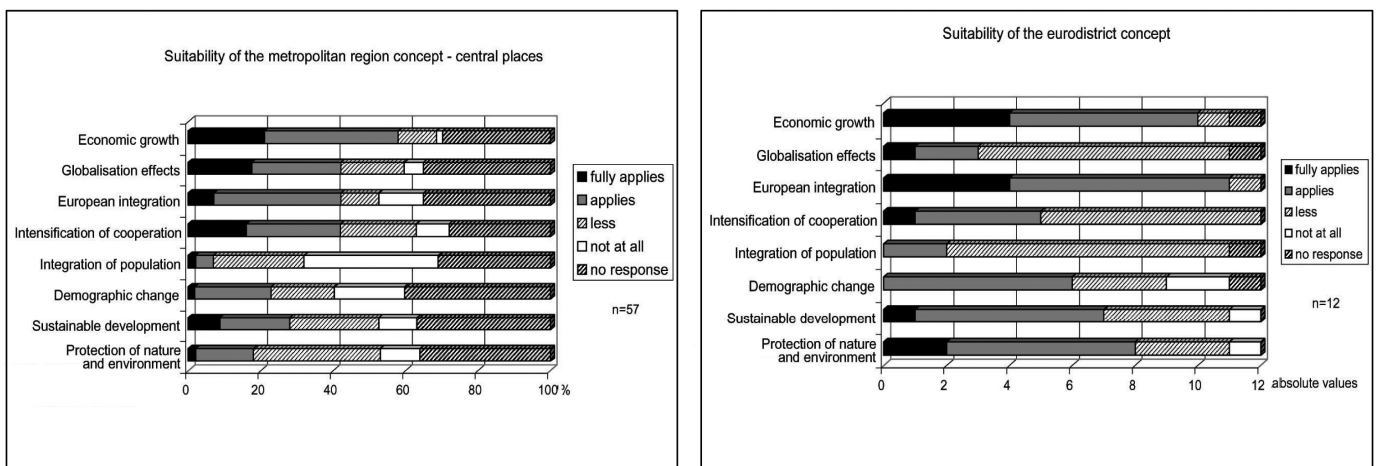 Suitability of the metropolitan region concept - central places
Economic growth
Globalisation effects
European integration
Intensification of cooperation
Integration of population
Demographic change
Sustainable development
Protection of nature
and environment
0 20 40 60 80 100 %
fully applies
applies
less
not at all
no response
n=57
Suitability of the eurodistrict concept
Economic growth
Globalisation effects
European integration
Intensification of cooperation
Integration of population
Demographic change
Sustainable development
Protection of nature
and environment
0 2 4 6 8 10 12 absolute values
fully applies
applies
less
not at all
no response
n=12